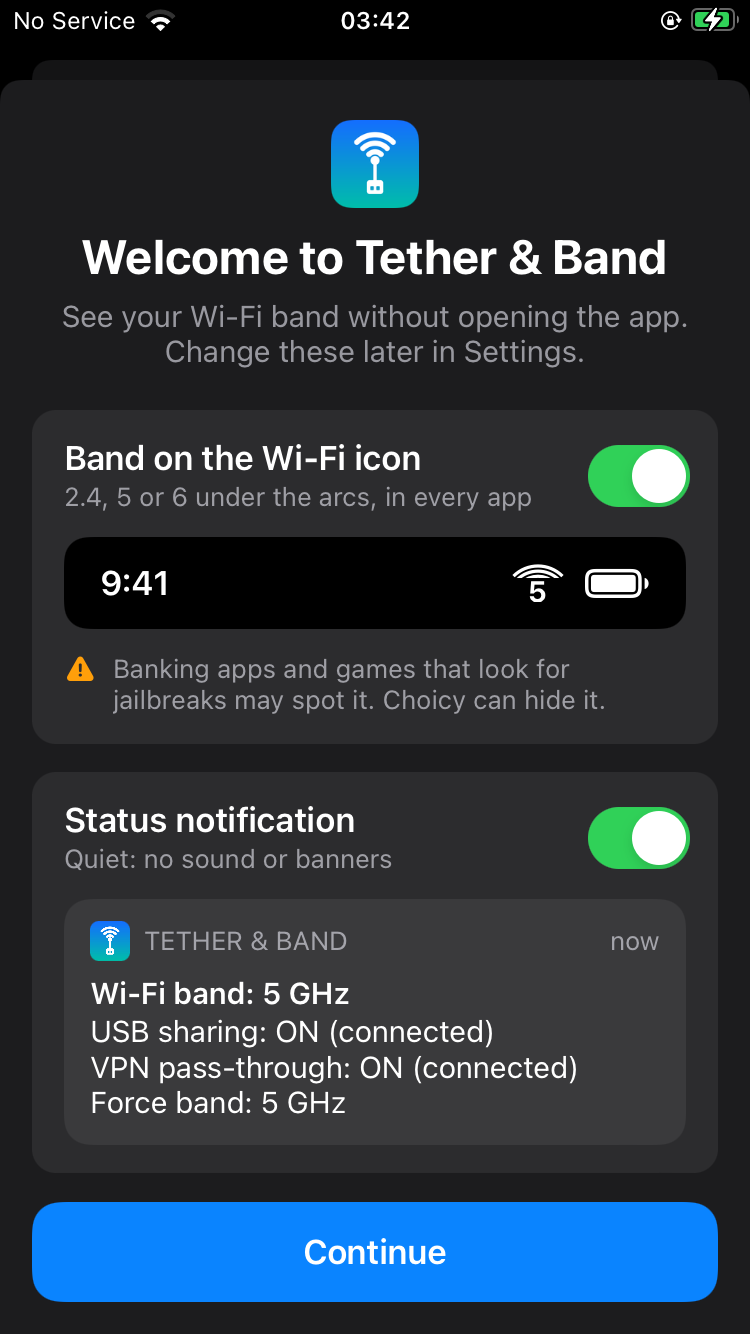 No Service
03:42
Welcome to Tether & Band
See your Wi-Fi band without opening the app.
Change these later in Settings.
Band on the Wi-Fi icon
2.4, 5 or 6 under the arcs, in every app
9:41
5
Banking apps and games that look for
jailbreaks may spot it. Choicy can hide it.
Status notification
Quiet: no sound or banners
TETHER & BAND
now
Wi-Fi band: 5 GHz
USB sharing: ON (connected)
VPN pass-through: ON (connected)
Force band: 5 GHz
Continue